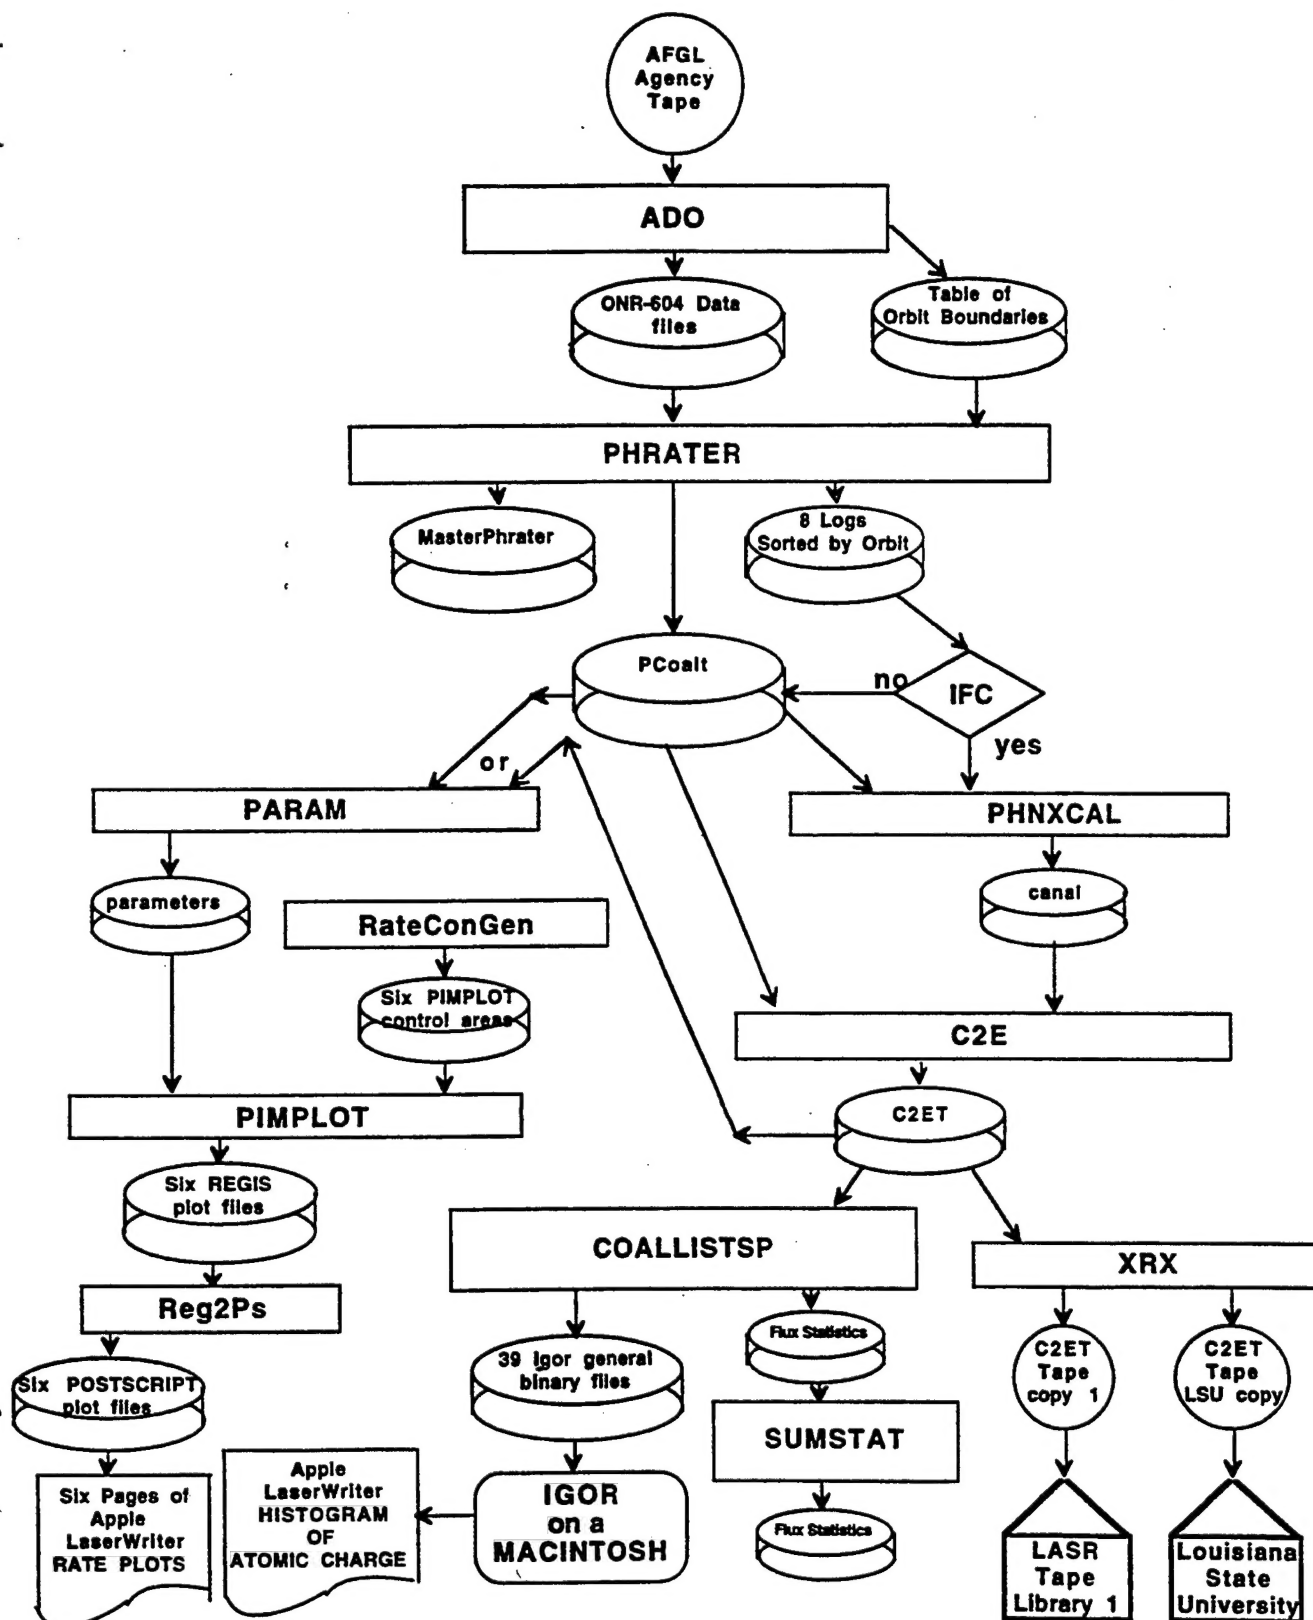 AFGL
Agency
Tape
ADO
ONR-604 Data
files
Table of
Orbit Boundaries
PHRATER
MasterPhrater
8 Logs
Sorted by Orbit
PCoalt
no
IFC
yes
or
PARAM
PHNXCAL
parameters
canal
RateConGen
Six PIMPLOT
control areas
C2E
PIMPLOT
C2ET
Six REGIS
plot files
COALLISTSP
XRX
Reg2Ps
Flux Statistics
39 Igor general
binary files
C2ET
Tape
copy 1
C2ET
Tape
LSU copy
Six POSTSCRIPT
plot files
SUMSTAT
Six Pages of
Apple
LaserWriter
RATE PLOTS
Apple
LaserWriter
HISTOGRAM
OF
ATOMIC CHARGE
IGOR
on a
MACINTOSH
Flux Statistics
LASR
Tape
Library 1
Louisiana
State
University